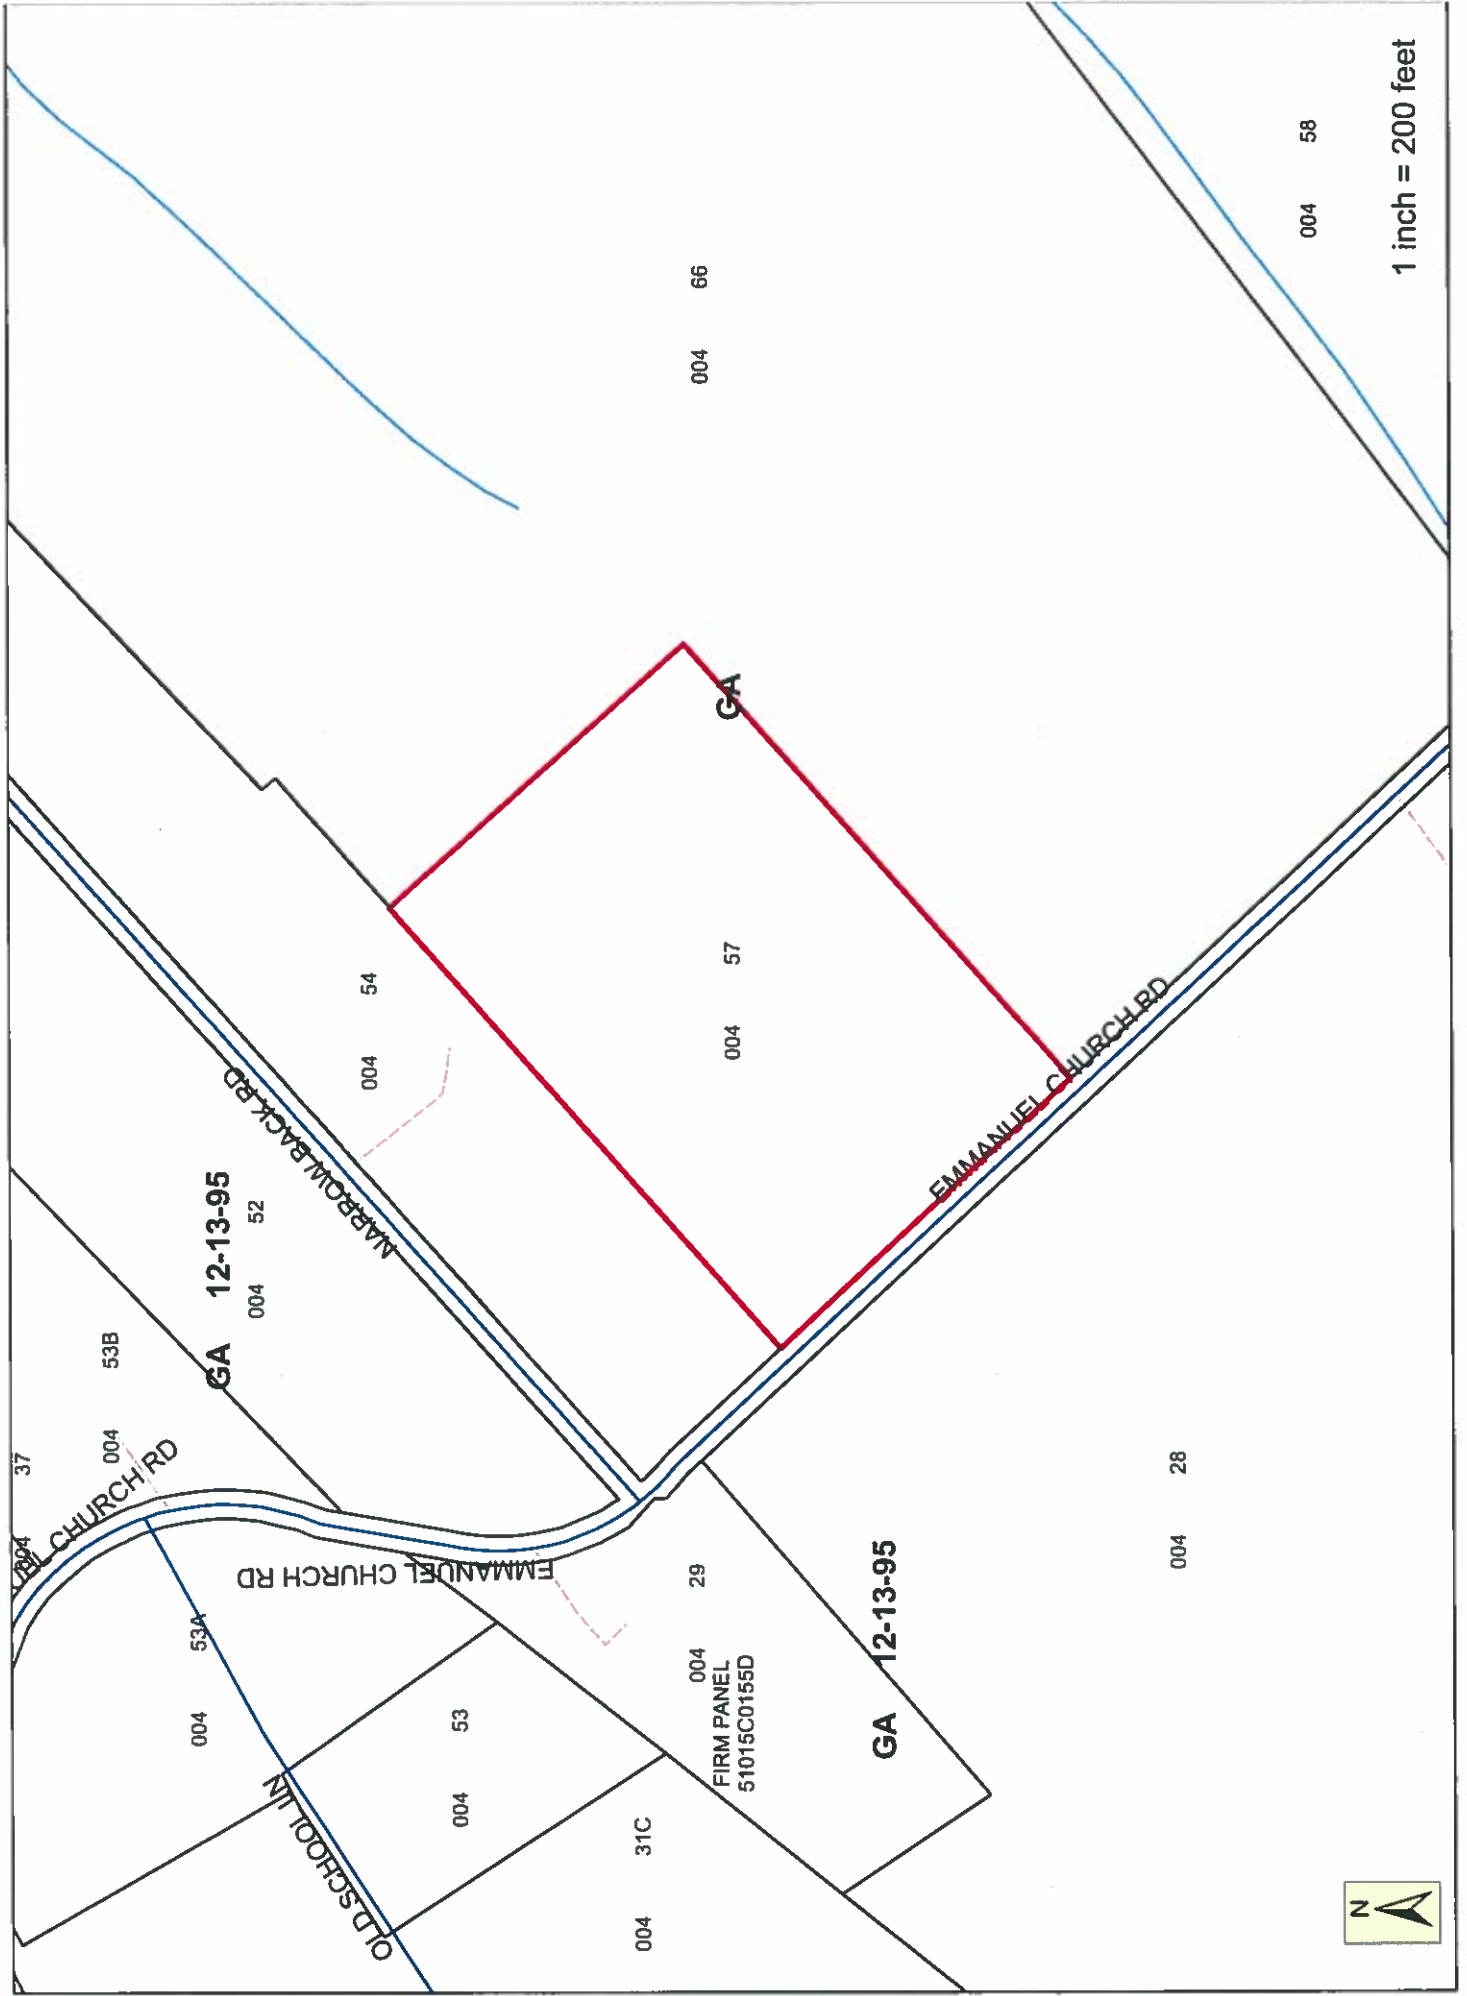 37
004
53B
004
CHURCH RD
GA 12-13-95
004 52
NARROW BACK RD
004 54
004 66
53A
004
EMMANUEL CHURCH RD
OLD SCHOOL LN
004 53
004 31C
004 29
FIRM PANEL
51015C0155D
GA 12-13-95
GA
004 57
EMMANUEL CHURCH RD
004 28
004 58
1 inch = 200 feet
N